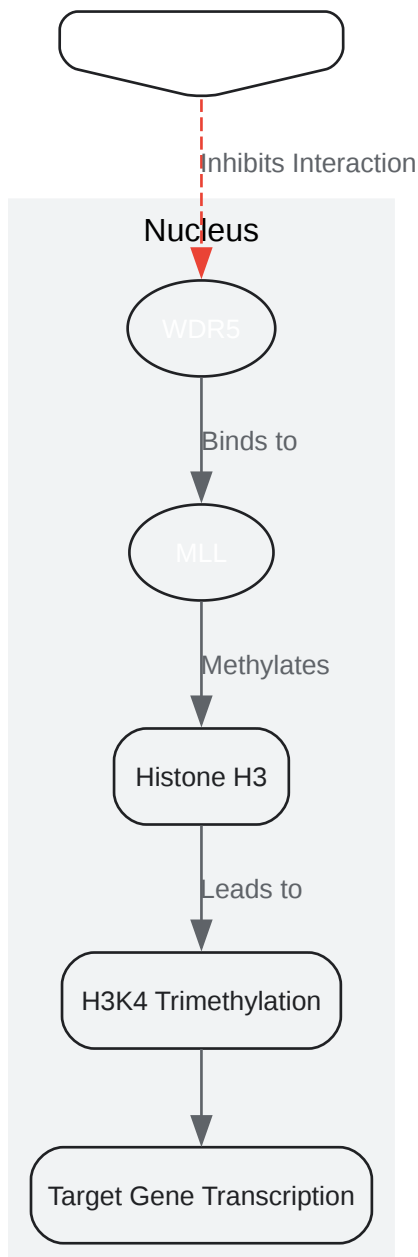 Inhibits Interaction
Nucleus
WDR5
Binds to
MLL
Methylates
Histone H3
Leads to
H3K4 Trimethylation
Target Gene Transcription